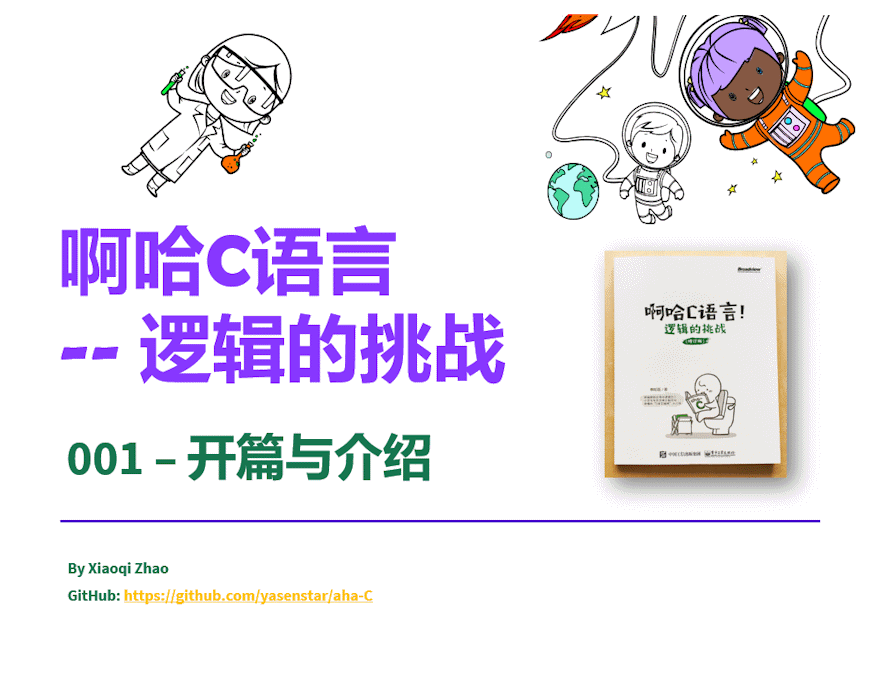 啊哈C语言
-- 逻辑的挑战
001 – 开篇与介绍
Broadview
啊哈C语言!
逻辑的挑战
By Xiaoqi Zhao
GitHub: https://github.com/yasenstar/aha-C